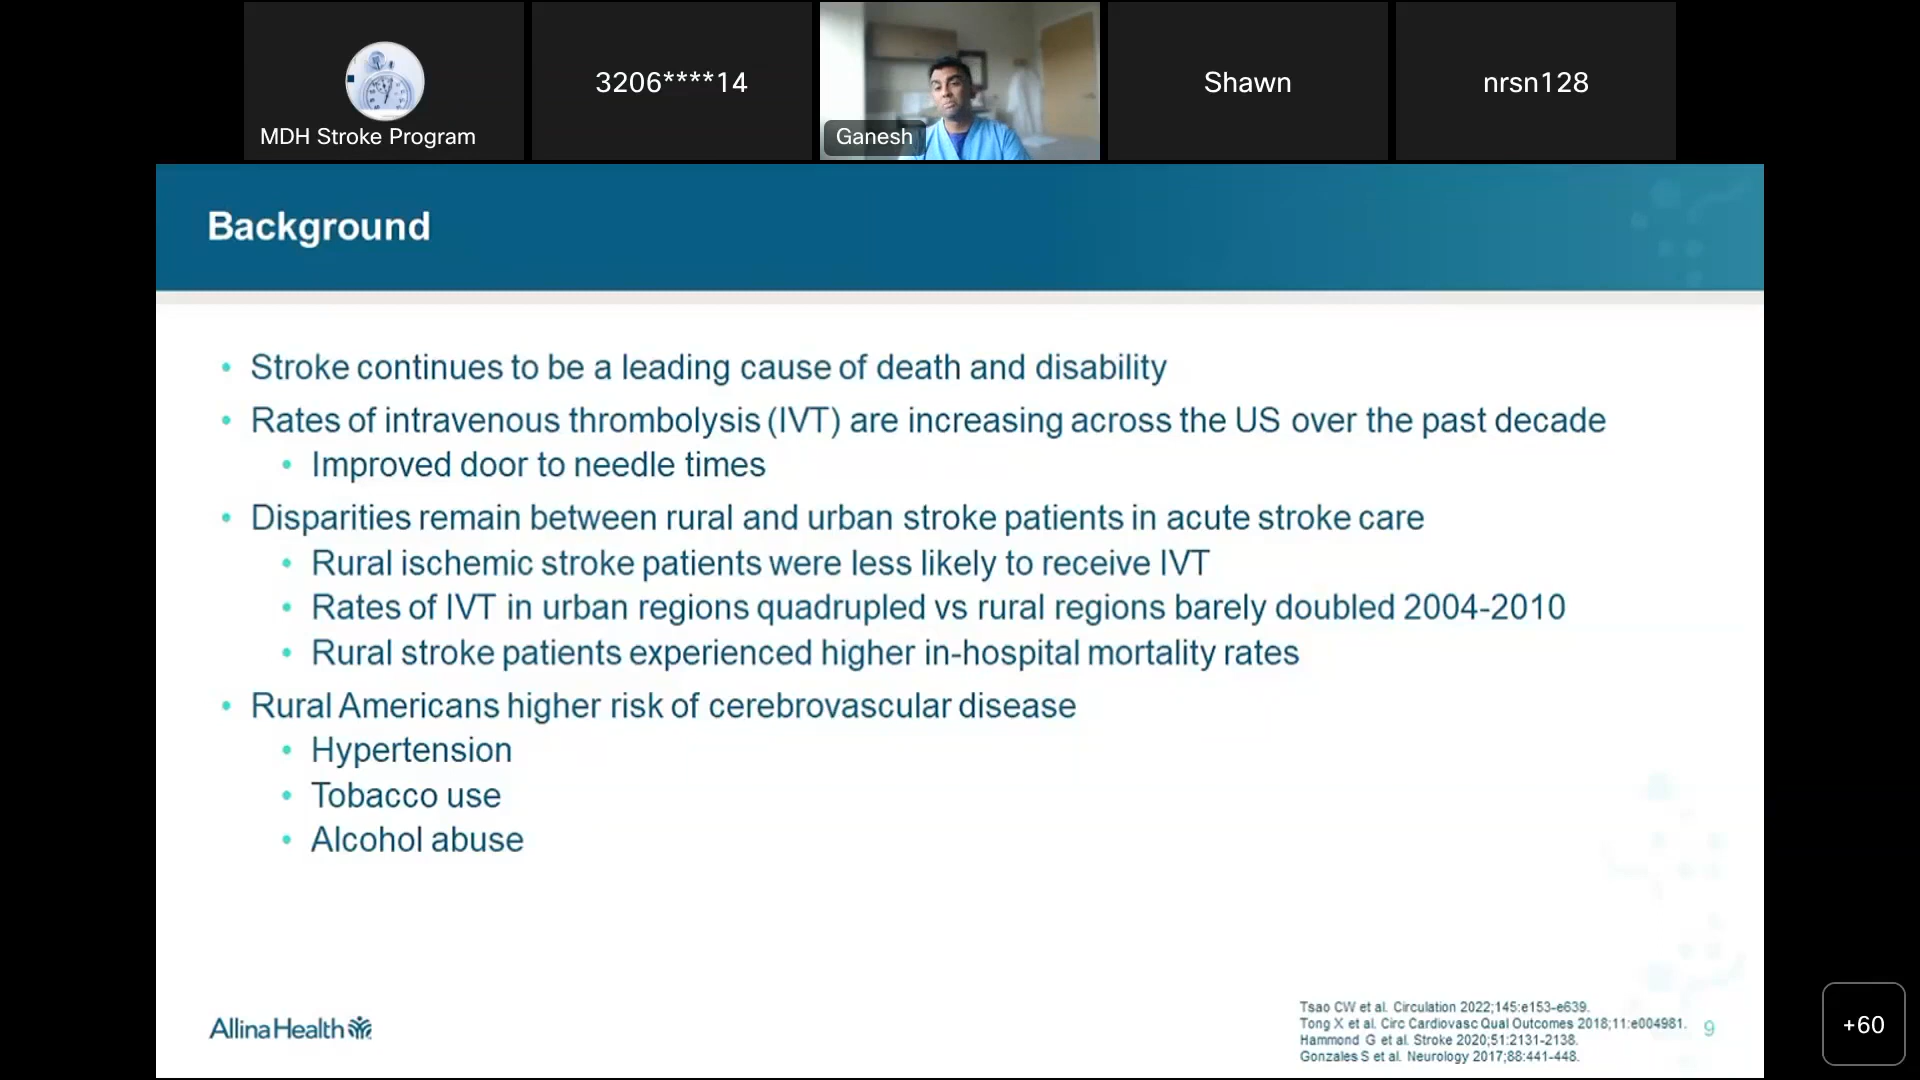 MDH Stroke Program
3206****14
Ganesh
Shawn
nrsn128
Background
• Stroke continues to be a leading cause of death and disability
• Rates of intravenous thrombolysis (IVT) are increasing across the US over the past decade
• Improved door to needle times
• Disparities remain between rural and urban stroke patients in acute stroke care
• Rural ischemic stroke patients were less likely to receive IVT
• Rates of IVT in urban regions quadrupled vs rural regions barely doubled 2004-2010
• Rural stroke patients experienced higher in-hospital mortality rates
• Rural Americans higher risk of cerebrovascular disease
• Hypertension
• Tobacco use
• Alcohol abuse
Allina Health
Tsao CW et al. Circulation 2022;145:e153-e639.
Tong X et al. Circ Cardiovasc Qual Outcomes 2018;11:e004981.
Hammond G et al. Stroke 2020;51:2131-2138.
Gonzales S et al. Neurology 2017;88:441-448.
9
+60